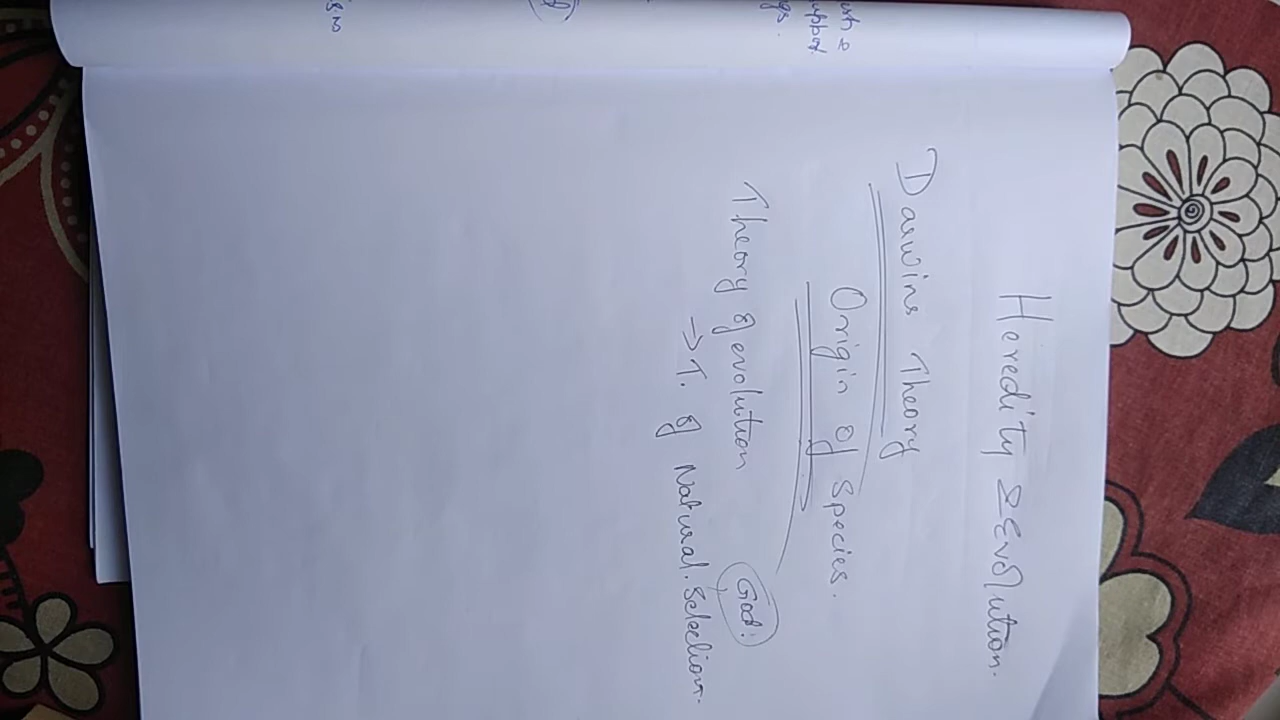 Heredity & Evolution.
Darwins Theory
Origin of Species.
God:
Theory of evolution
→ T. of Natural. Selection.